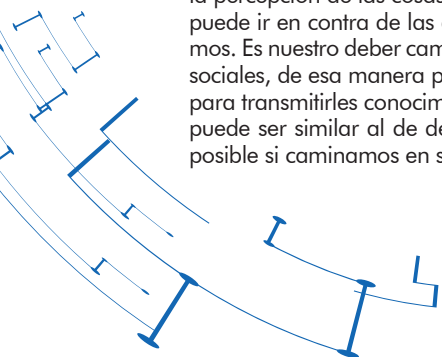 la percepción de las cosas
puede ir en contra de las
mos. Es nuestro deber cam
sociales, de esa manera p
para transmitirles conocim
puede ser similar al de de
posible si caminamos en s